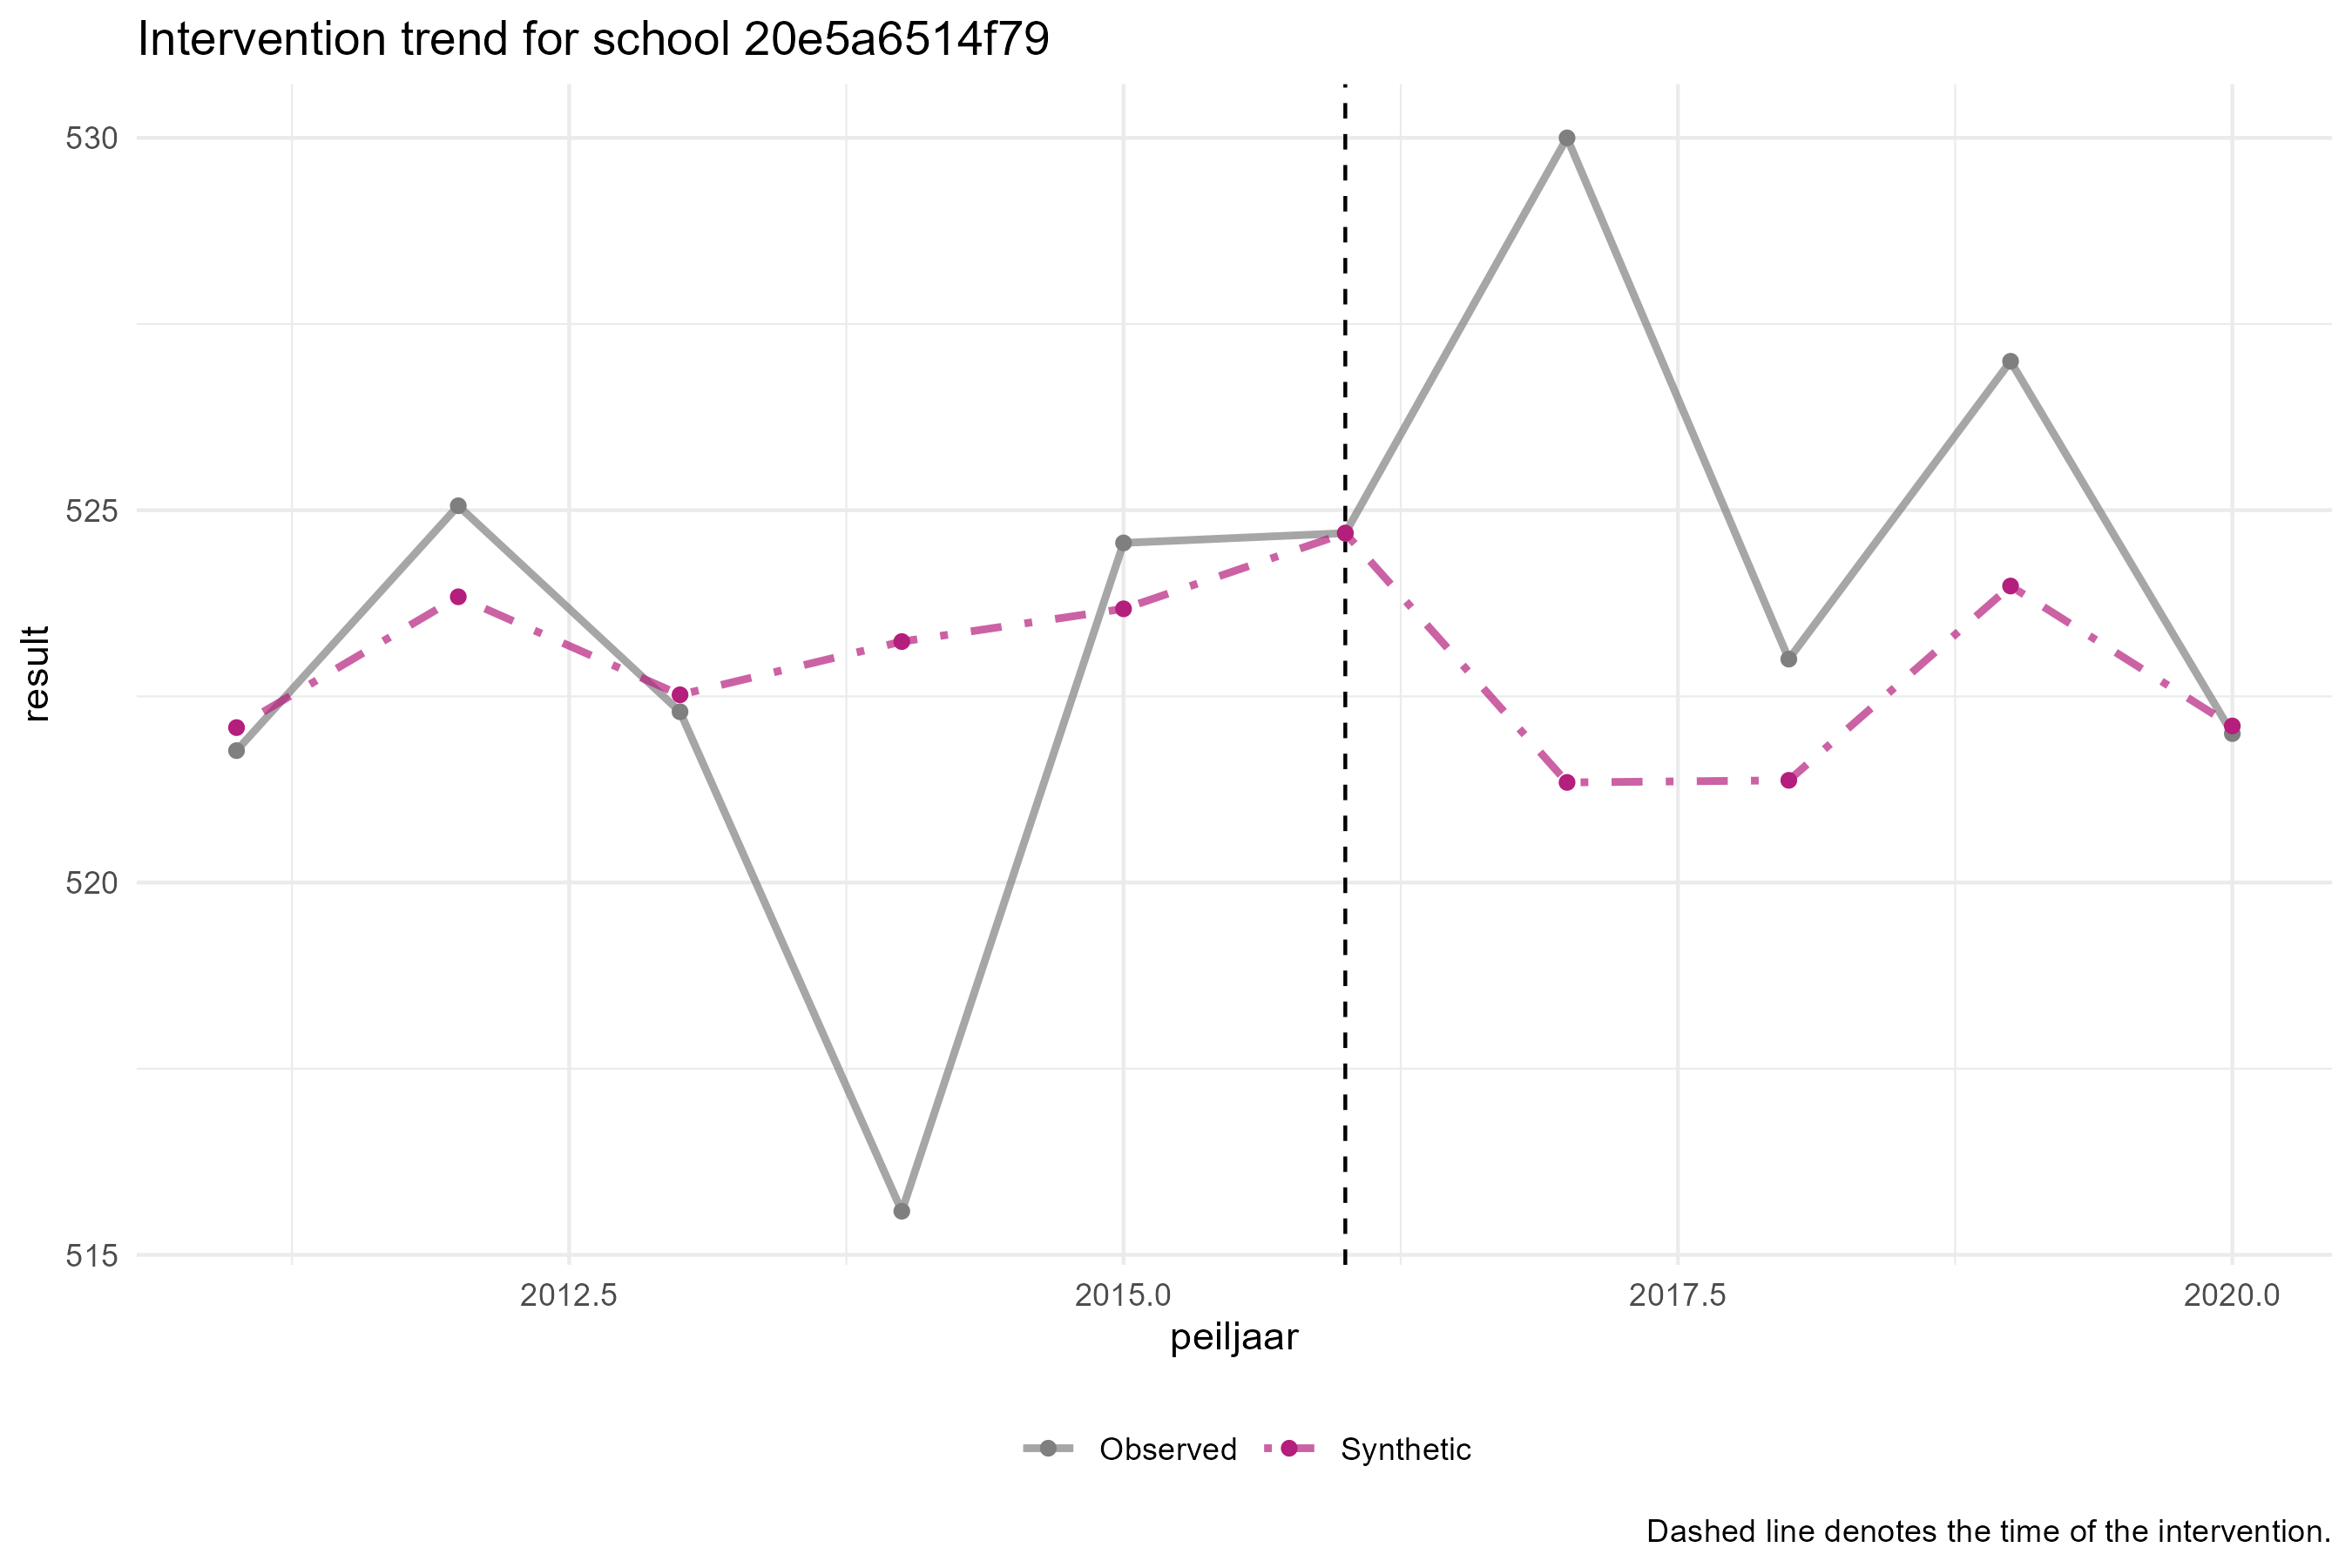 Intervention trend for school 20e5a6514f79
530
525
520
515
result
2012.5 2015.0 2017.5 2020.0
peiljaar
Observed Synthetic
Dashed line denotes the time of the intervention.